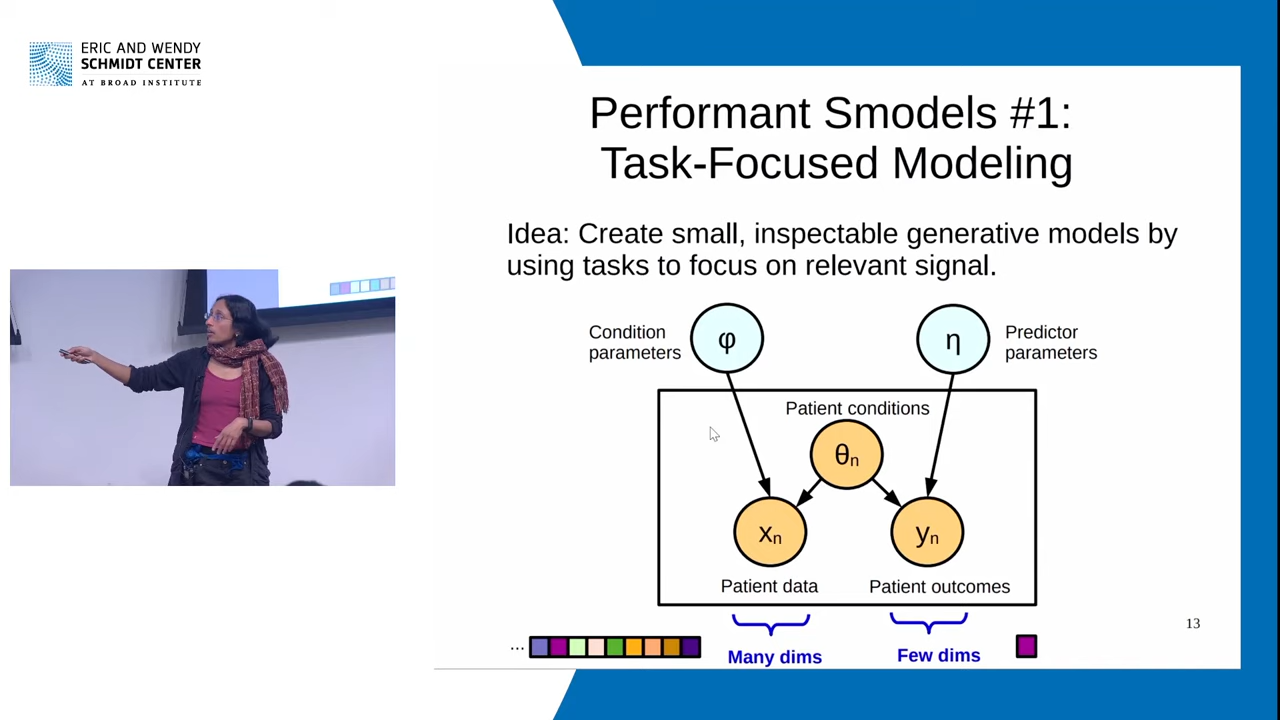 ERIC AND WENDY
SCHMIDT CENTER
AT BROAD INSTITUTE
Performant Smodels #1:
Task-Focused Modeling
Idea: Create small, inspectable generative models by
using tasks to focus on relevant signal.
Condition
parameters
φ
η
Predictor
parameters
Patient conditions
θn
xn
yn
Patient data
Patient outcomes
13
...
Many dims
Few dims